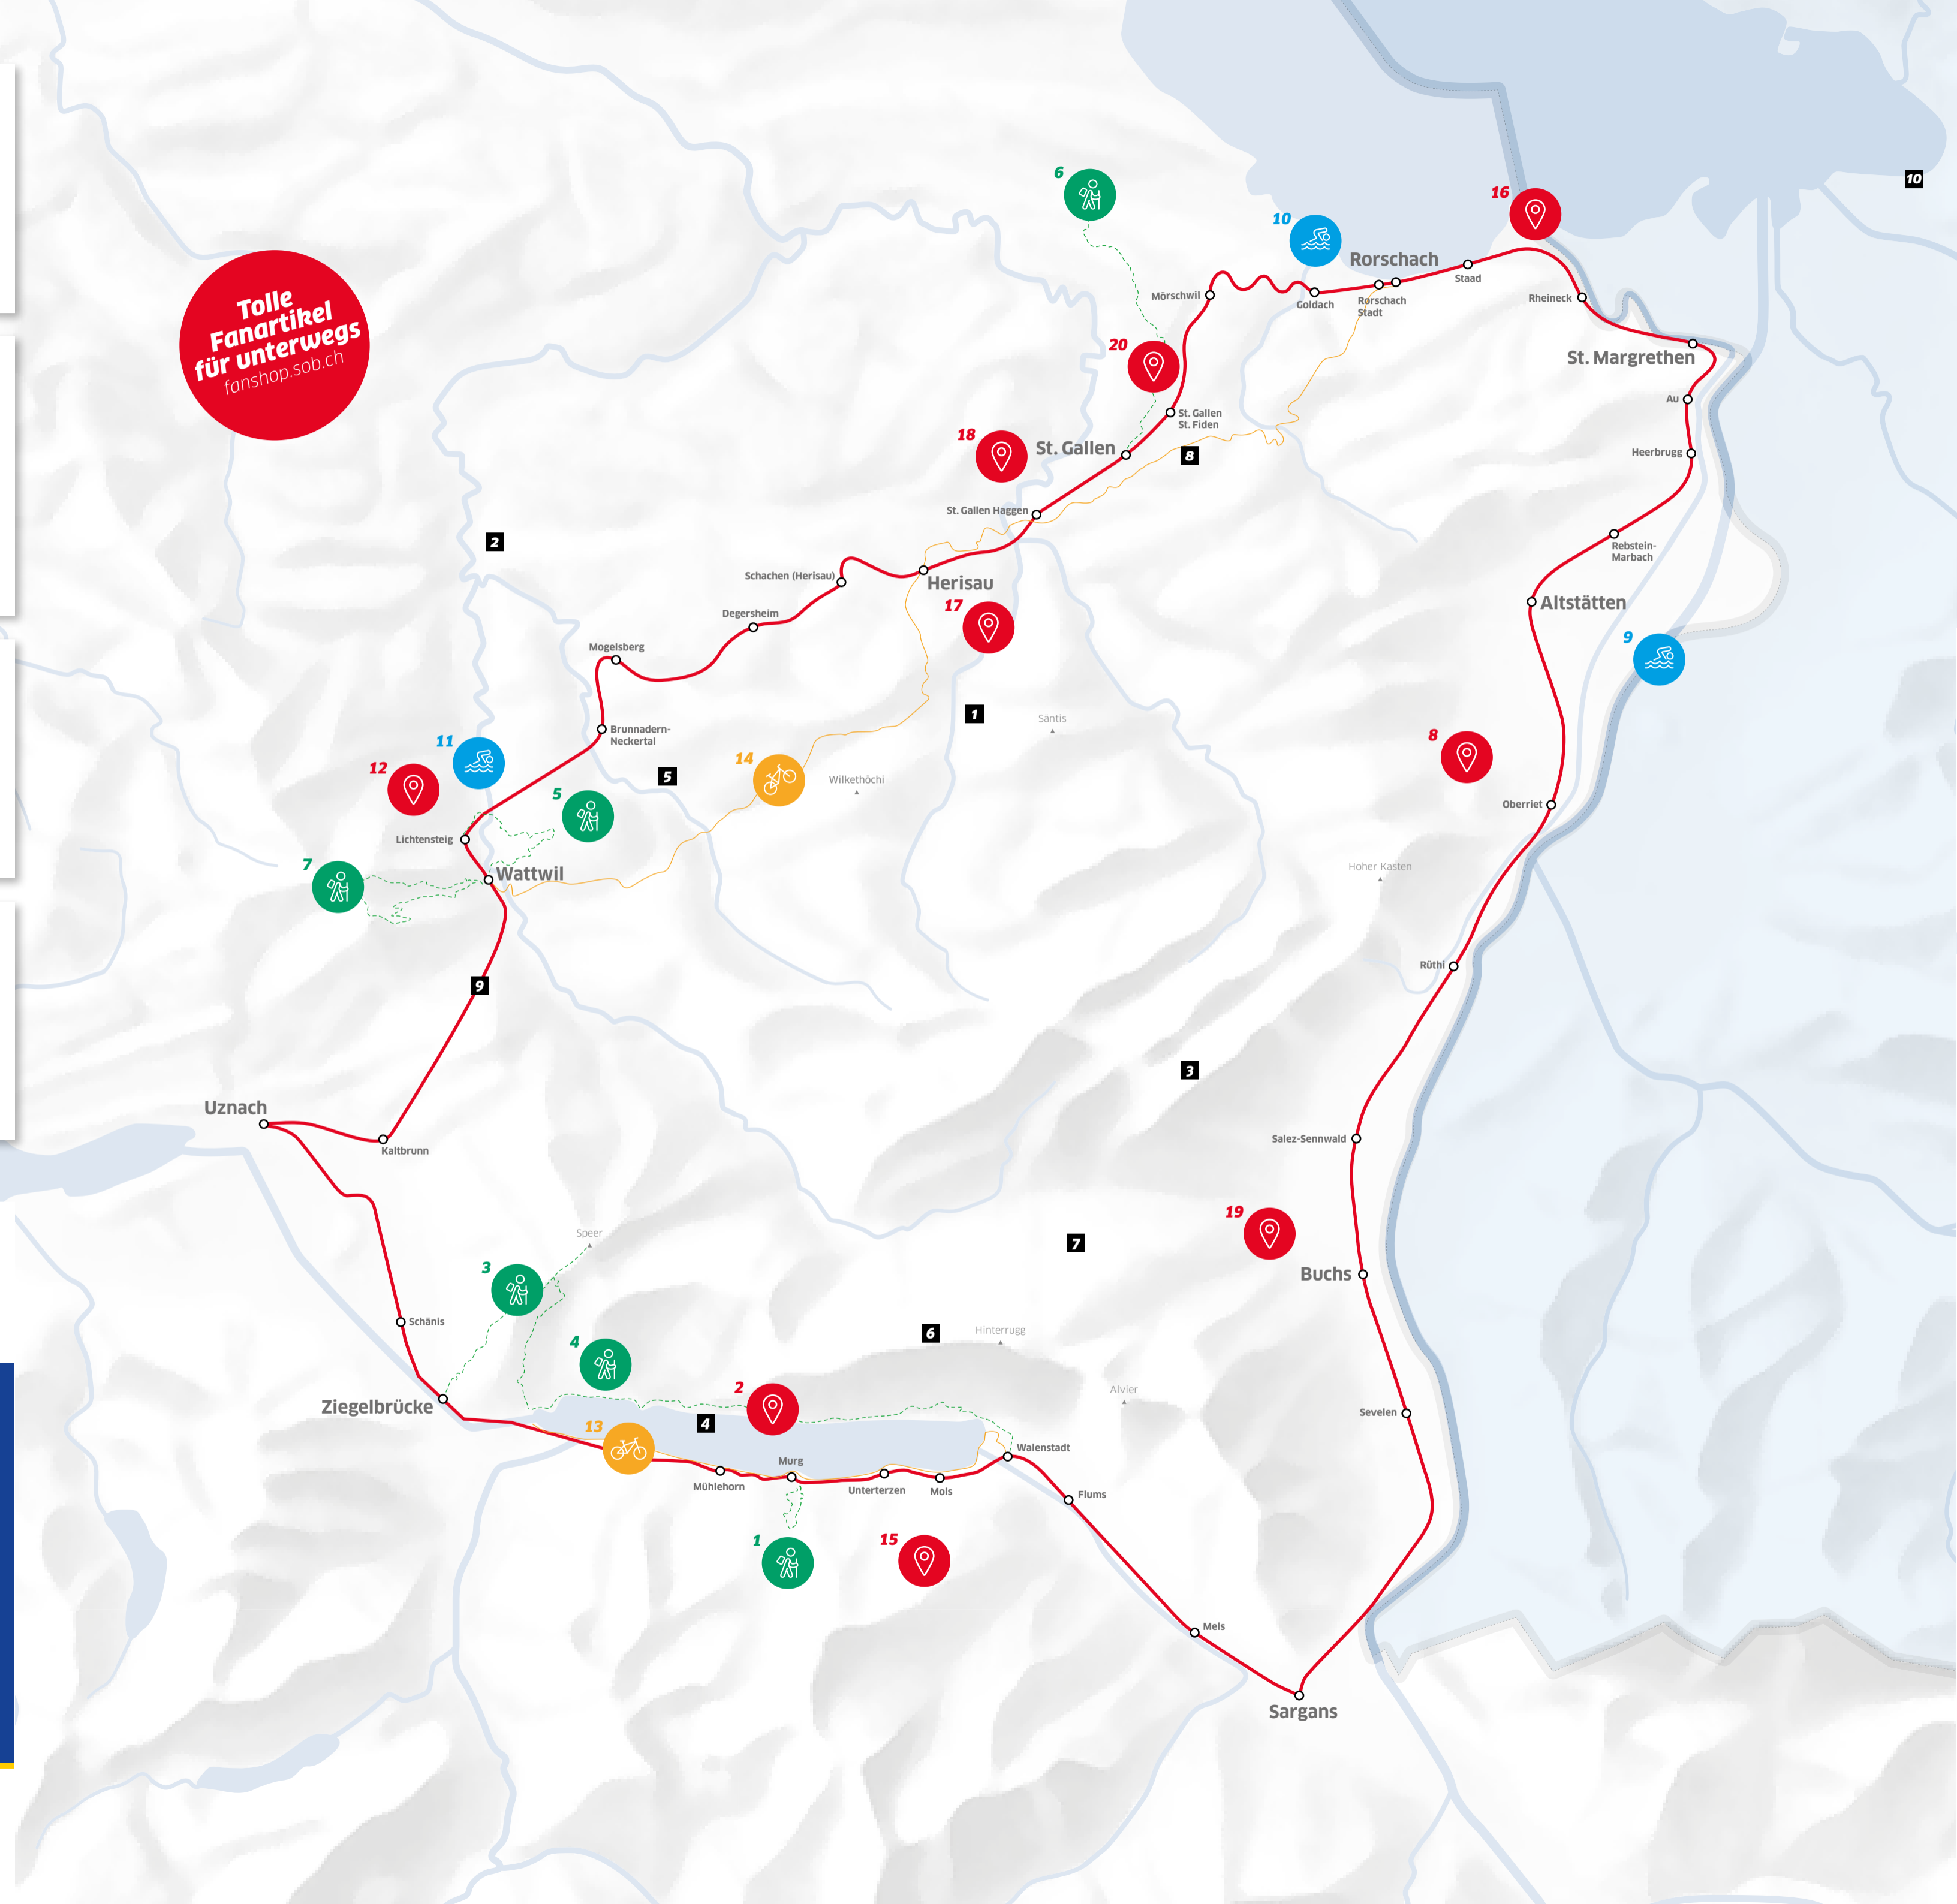 10
6
16
10
Rorschach
Staad
Mörschwil
Rheineck
Goldach
Rorschach
Stadt
Tolle
Fanartikel
für unterwegs
fanshop.sob.ch
20
St. Margrethen
Au
St. Gallen
St. Fiden
18
St. Gallen
8
Heerbrugg
St. Gallen Haggen
2
Rebstein-
Marbach
Schachen (Herisau)
Herisau
Altstätten
17
Degersheim
9
Mogelsberg
1
Säntis
Brunnadern-
Neckertal
8
11
12
5
14
Wilkethöchi
5
Oberriet
Lichtensteig
7
Wattwil
Hoher Kasten
Rüthi
9
3
Uznach
Kaltbrunn
Salez-Sennwald
19
Speer
7
3
Buchs
Schänis
6
Hinterrugg
4
2
Alvier
Ziegelbrücke
13
4
Sevelen
Walenstadt
Murg
Mühlehorn
Unterterzen
Mols
Flums
1
15
Mels
Sargans